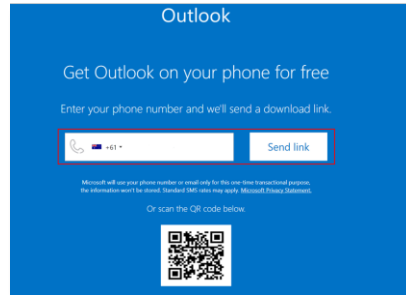 Outlook
Get Outlook on your phone for free
Enter your phone number and we'll send a download link.
+61
Send link
Microsoft will use your phone number or email only for this one-time transactional purpose,
the information won't be stored. Standard SMS rates may apply. Microsoft Privacy Statement.
Or scan the QR code below.